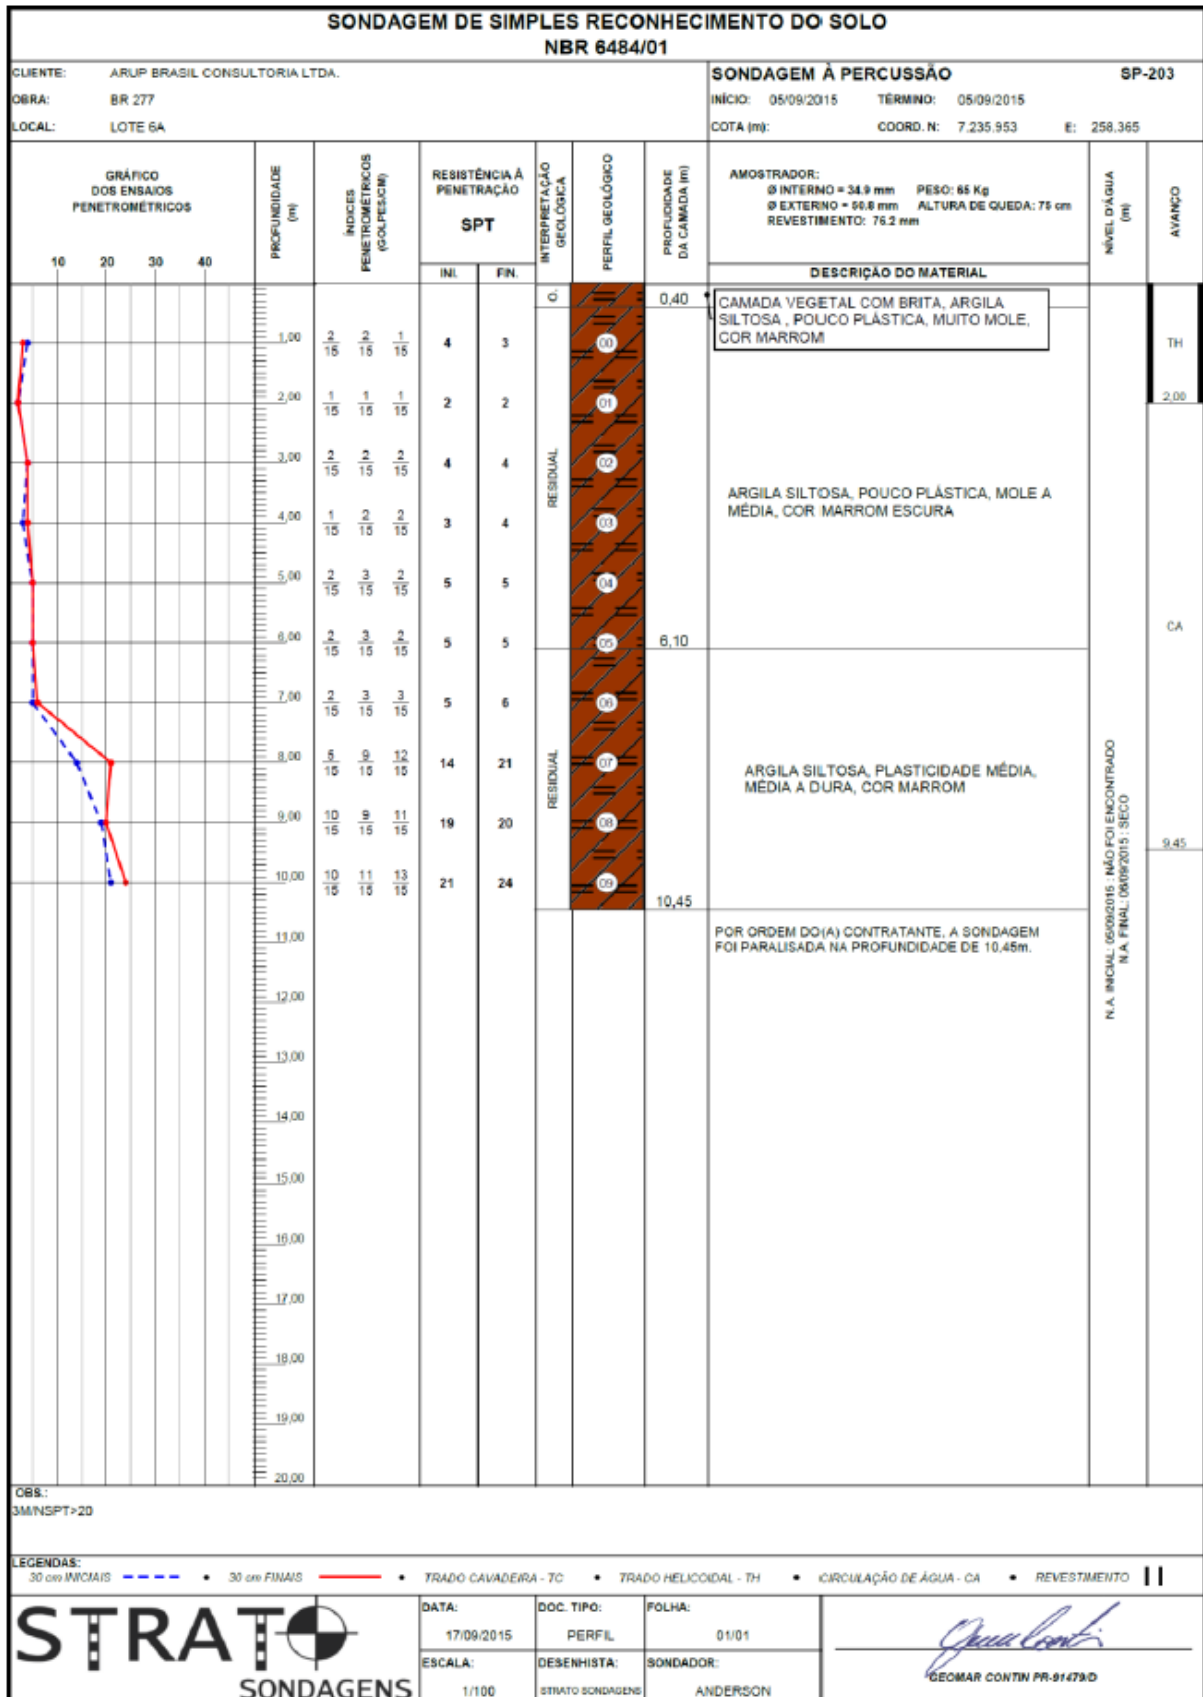 SONDAGEM DE SIMPLES RECONHECIMENTO DO SOLO
NBR 6484/01
CLIENTE: ARUP BRASIL CONSULTORIA LTDA.
OBRA: BR 277
LOCAL: LOTE 6A
SONDAGEM À PERCUSSÃO SP-203
INÍCIO: 05/09/2015 TÉRMINO: 05/09/2015
COTA (m): COORD. N: 7.235.953 E: 258.365
GRÁFICO
DOS ENSAIOS
PENETROMÉTRICOS
10 20 30 40
PROFUNDIDADE
(m)
ÍNDICES
PENETROMÉTRICOS
(GOLPES/CM)
RESISTÊNCIA À
PENETRAÇÃO
SPT
INI. FIN.
INTERPRETAÇÃO
GEOLÓGICA
PERFIL GEOLÓGICO
PROFUDIDADE
DA CAMADA (m)
AMOSTRADOR:
Ø INTERNO = 34.9 mm PESO: 65 Kg
Ø EXTERNO = 50.8 mm ALTURA DE QUEDA: 75 cm
REVESTIMENTO: 76.2 mm
DESCRIÇÃO DO MATERIAL
NÍVEL D'ÁGUA
(m)
AVANÇO
O. 0,40
CAMADA VEGETAL COM BRITA, ARGILA
SILTOSA , POUCO PLÁSTICA, MUITO MOLE,
COR MARROM
1,00 2/15 2/15 1/15 4 3 00 TH
2,00 1/15 1/15 1/15 2 2 01 2,00
3,00 2/15 2/15 2/15 4 4 02
RESIDUAL
ARGILA SILTOSA, POUCO PLÁSTICA, MOLE A
MÉDIA, COR MARROM ESCURA
4,00 1/15 2/15 2/15 3 4 03
5,00 2/15 3/15 2/15 5 5 04
6,00 2/15 3/15 2/15 5 5 05 6,10 CA
7,00 2/15 3/15 3/15 5 6 06
8,00 5/15 9/15 12/15 14 21 07
RESIDUAL
ARGILA SILTOSA, PLASTICIDADE MÉDIA,
MÉDIA A DURA, COR MARROM
9,00 10/15 9/15 11/15 19 20 08 9,45
10,00 10/15 11/15 13/15 21 24 09 10,45
POR ORDEM DO(A) CONTRATANTE, A SONDAGEM
FOI PARALISADA NA PROFUNDIDADE DE 10,45m.
N.A. INICIAL: 05/09/2015 : NÃO FOI ENCONTRADO
N.A. FINAL: 06/09/2015 : SECO
11,00
12,00
13,00
14,00
15,00
16,00
17,00
18,00
19,00
20,00
OBS.:
3M/NSPT>20
LEGENDAS:
30 cm INICIAIS • 30 cm FINAIS • TRADO CAVADEIRA - TC • TRADO HELICOIDAL - TH • CIRCULAÇÃO DE ÁGUA - CA • REVESTIMENTO
STRATO
SONDAGENS
DATA: DOC. TIPO: FOLHA:
17/09/2015 PERFIL 01/01
ESCALA: DESENHISTA: SONDADOR:
1/100 STRATO SONDAGENS ANDERSON
GEOMAR CONTIN PR-91479/D